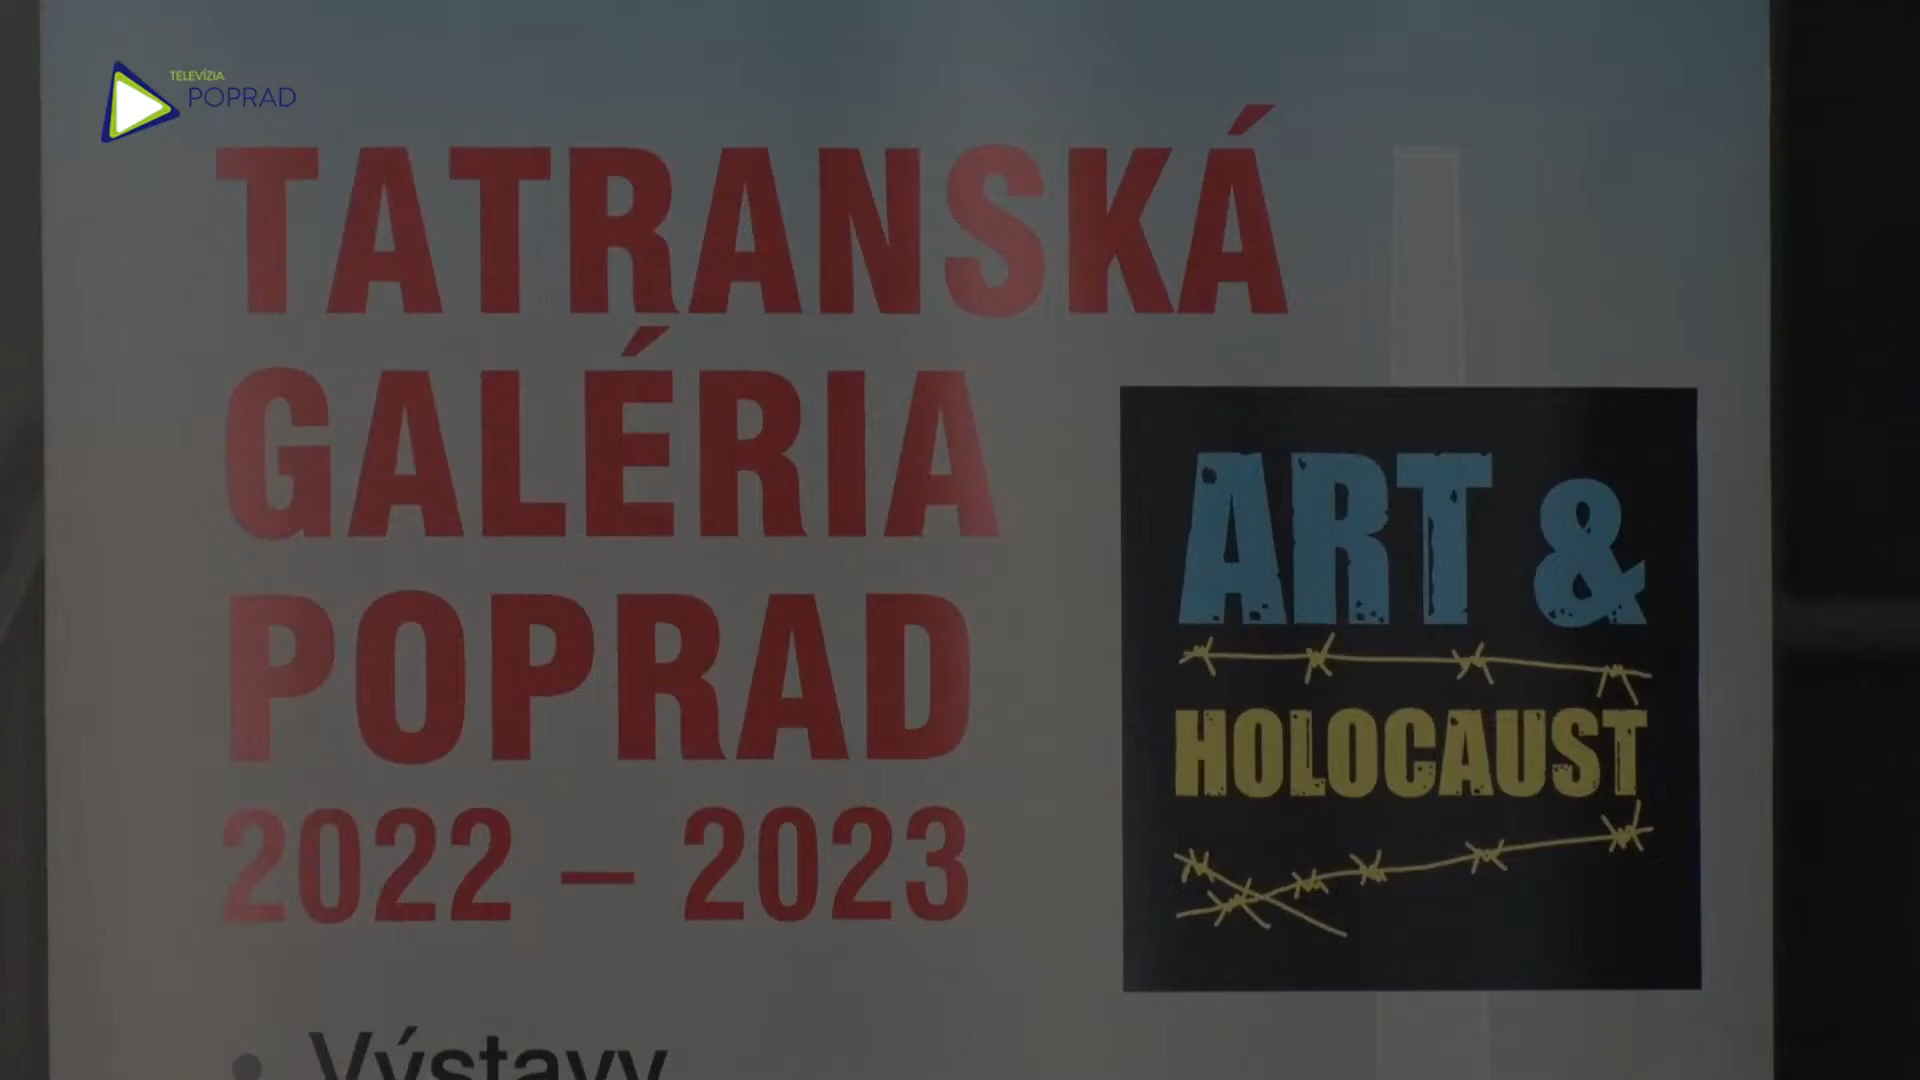 TELEVÍZIA
POPRAD
TATRANSKÁ
GALÉRIA
POPRAD
2022 – 2023
ART &
HOLOCAUST
Výstavy